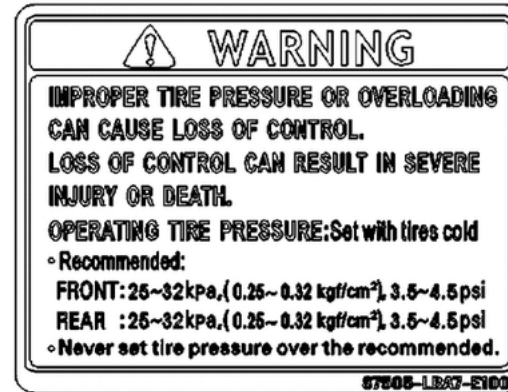 WARNING
IMPROPER TIRE PRESSURE OR OVERLOADING
CAN CAUSE LOSS OF CONTROL.
LOSS OF CONTROL CAN RESULT IN SEVERE
INJURY OR DEATH.
OPERATING TIRE PRESSURE:Set with tires cold
◦Recommended:
FRONT:25~32kpa,(0.25~0.32 kgf/cm²), 3.5~4.5psi
REAR :25~32kpa,(0.25~0.32 kgf/cm²), 3.5~4.5psi
◦Never set tire pressure over the recommended.
87505-LBA7-E100